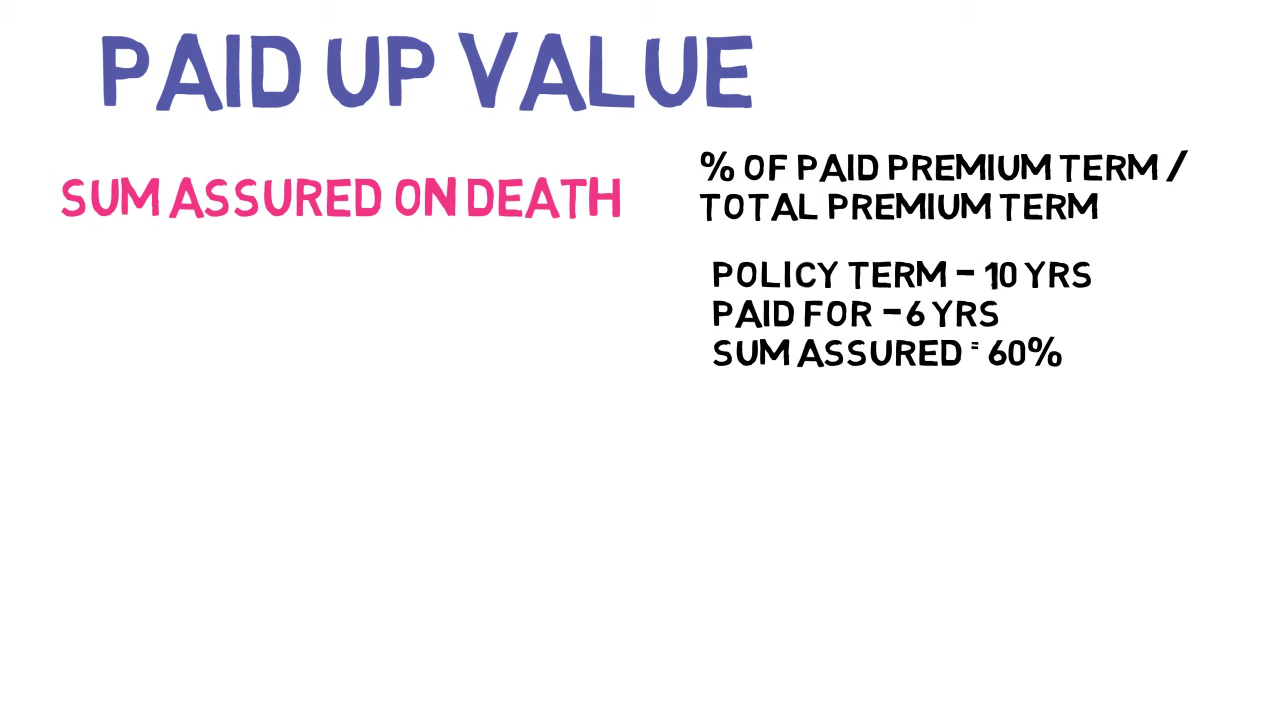 PAID UP VALUE
SUM ASSURED ON DEATH
% OF PAID PREMIUM TERM /
TOTAL PREMIUM TERM
POLICY TERM - 10 YRS
PAID FOR - 6 YRS
SUM ASSURED = 60%